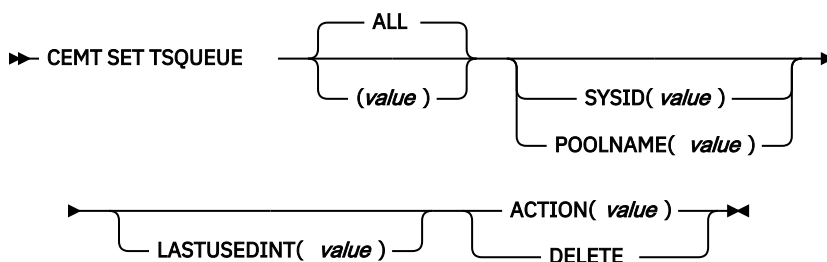 ALL
CEMT SET TSQUEUE
(value )
SYSID( value )
POOLNAME( value )
ACTION( value )
LASTUSEDINT( value )
DELETE